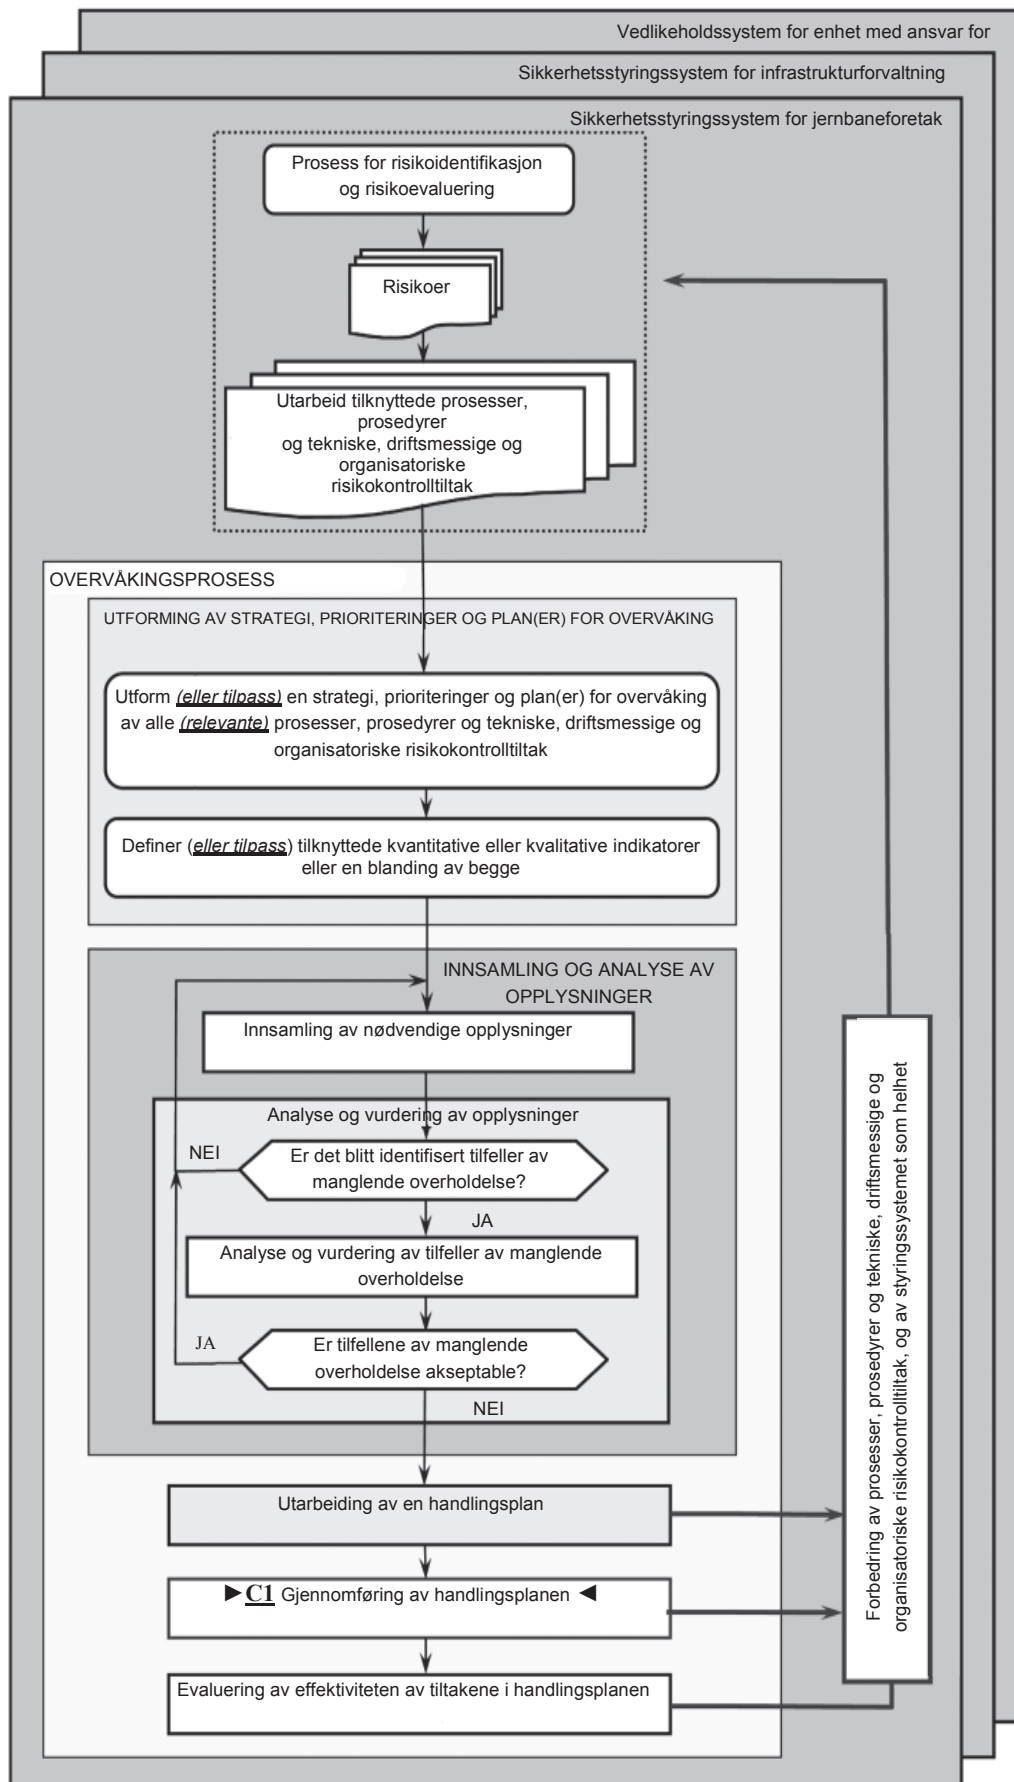 Vedlikeholdssystem for enhet med ansvar for
Sikkerhetsstyringssystem for infrastrukturforvaltning
Sikkerhetsstyringssystem for jernbaneforetak
Prosess for risikoidentifikasjon
og risikoevaluering
Risikoer
Utarbeid tilknyttede prosesser,
prosedyrer
og tekniske, driftsmessige og
organisatoriske
risikokontrolltiltak
OVERVÅKINGSPROSESS
UTFORMING AV STRATEGI, PRIORITERINGER OG PLAN(ER) FOR OVERVÅKING
Utform (eller tilpass) en strategi, prioriteringer og plan(er) for overvåking
av alle (relevante) prosesser, prosedyrer og tekniske, driftsmessige og
organisatoriske risikokontrolltiltak
Definer (eller tilpass) tilknyttede kvantitative eller kvalitative indikatorer
eller en blanding av begge
INNSAMLING OG ANALYSE AV
OPPLYSNINGER
Innsamling av nødvendige opplysninger
Analyse og vurdering av opplysninger
NEI
Er det blitt identifisert tilfeller av
manglende overholdelse?
JA
Analyse og vurdering av tilfeller av manglende
overholdelse
JA
Er tilfellene av manglende
overholdelse akseptable?
NEI
Utarbeiding av en handlingsplan
►C1 Gjennomføring av handlingsplanen ◄
Evaluering av effektiviteten av tiltakene i handlingsplanen
Forbedring av prosesser, prosedyrer og tekniske, driftsmessige og
organisatoriske risikokontrolltiltak, og av styringssystemet som helhet